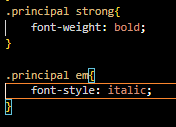 .principal strong{
    font-weight: bold;
}

.principal em{
    font-style: italic;
}